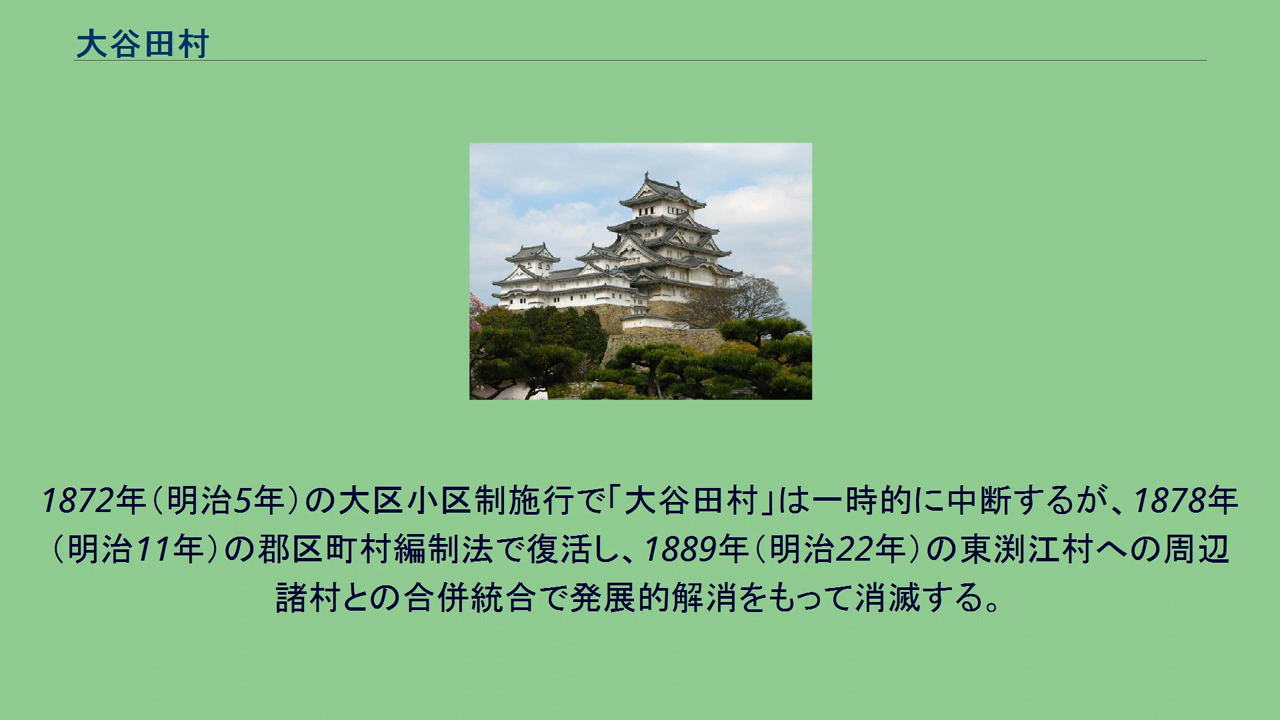 大谷田村
1872年（明治5年）の大区小区制施行で「大谷田村」は一時的に中断するが、1878年
（明治11年）の郡区町村編制法で復活し、1889年（明治22年）の東渕江村への周辺
諸村との合併統合で発展的解消をもって消滅する。